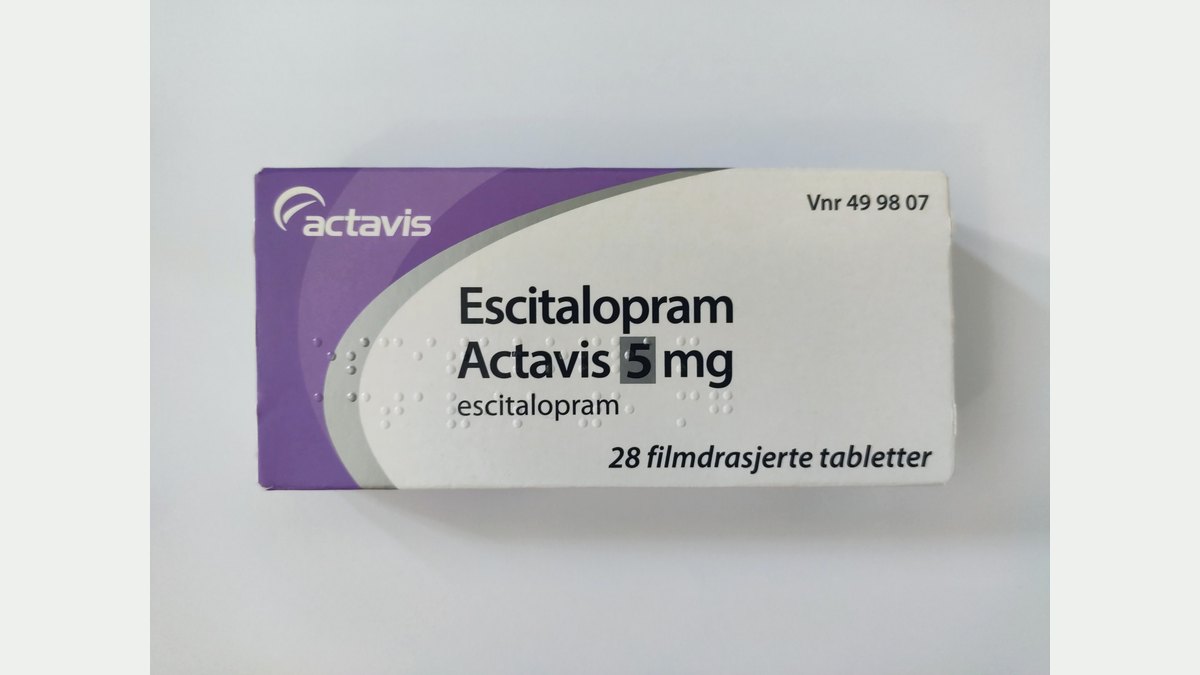 actavis
Vnr 49 98 07
Escitalopram
Actavis 5 mg
escitalopram
28 filmdrasjerte tabletter